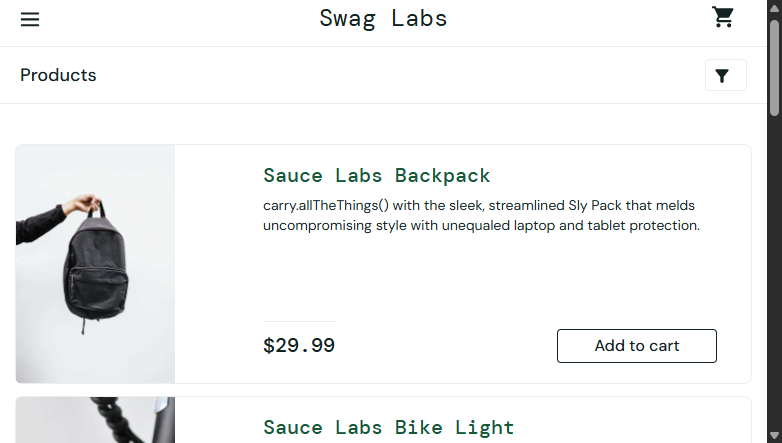 Swag Labs
Products
Sauce Labs Backpack
carry.allTheThings() with the sleek, streamlined Sly Pack that melds
uncompromising style with unequaled laptop and tablet protection.
$29.99
Add to cart
Sauce Labs Bike Light